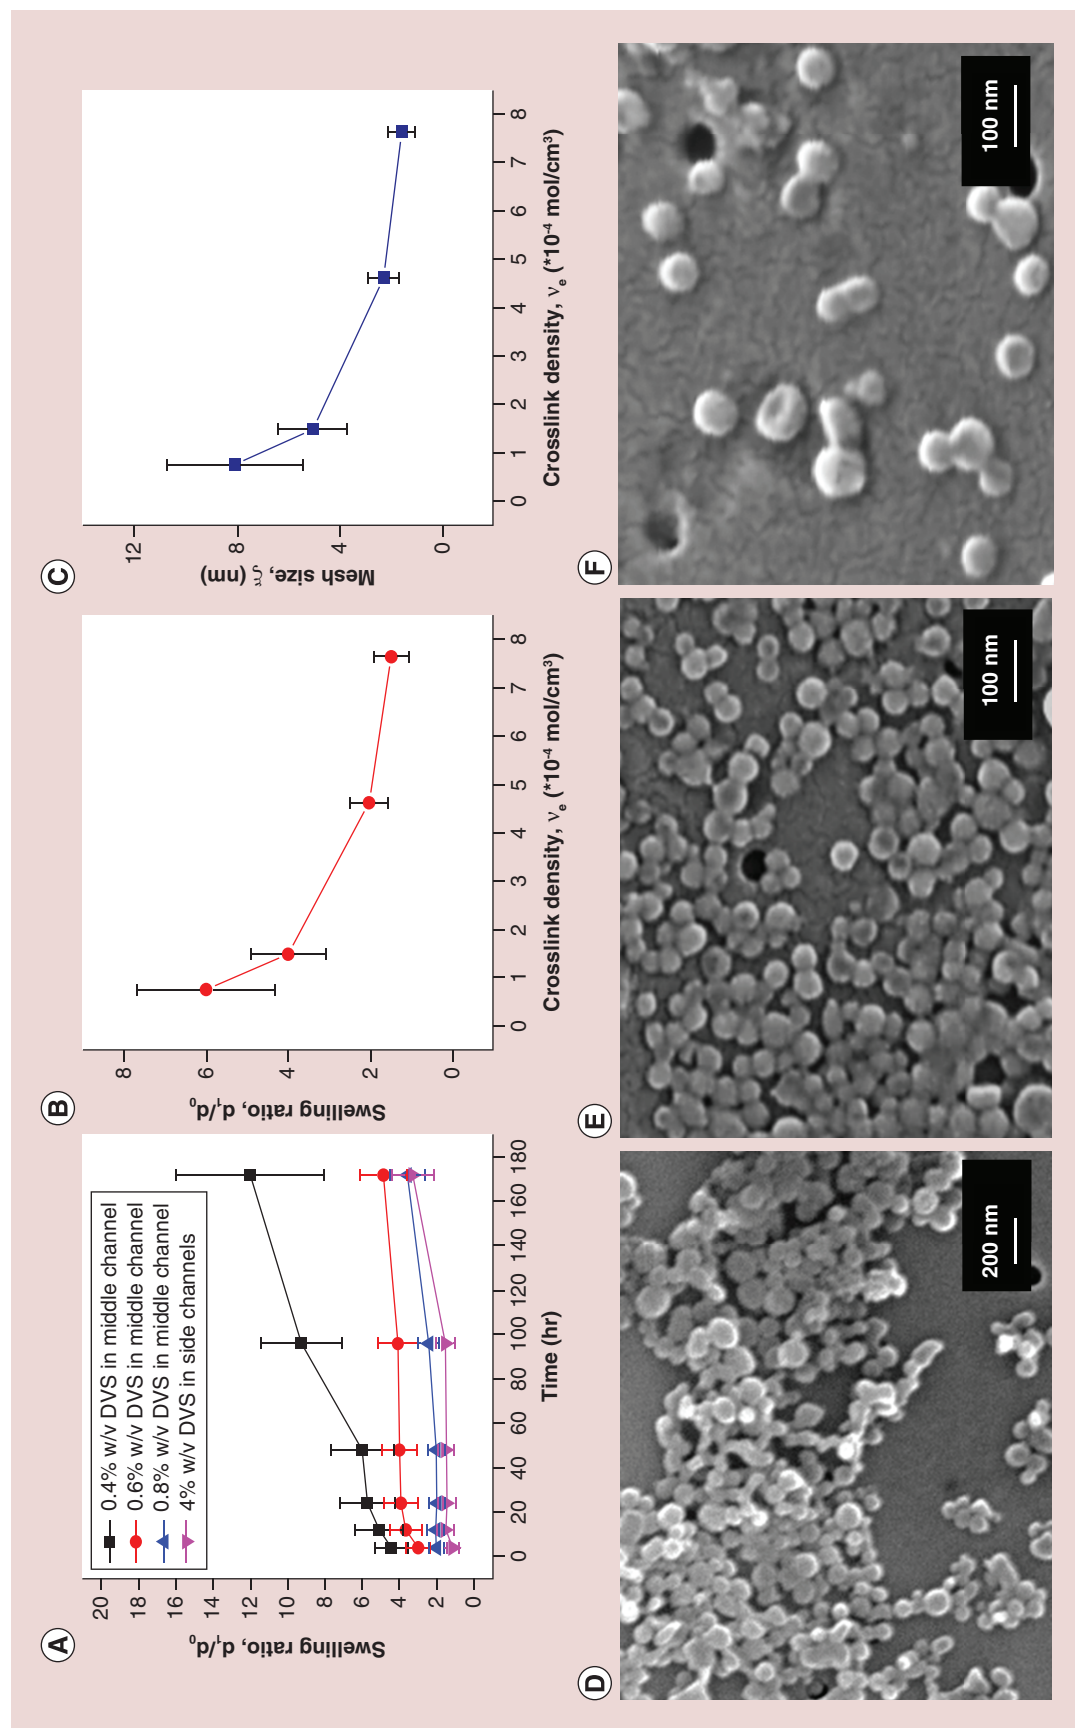 A
20
18
16
14
12
10
8
6
4
2
0
Swelling ratio, d₁/d₀
0.4% w/v DVS in middle channel
0.6% w/v DVS in middle channel
0.8% w/v DVS in middle channel
4% w/v DVS in side channels
0 20 40 60 80 100 120 140 160 180
Time (hr)
B
8
6
4
2
0
Swelling ratio, d₁/d₀
0 1 2 3 4 5 6 7 8
Crosslink density, νₑ (*10⁻⁴ mol/cm³)
C
12
8
4
0
Mesh size, ξ (nm)
0 1 2 3 4 5 6 7 8
Crosslink density, νₑ (*10⁻⁴ mol/cm³)
D
200 nm
E
100 nm
F
100 nm